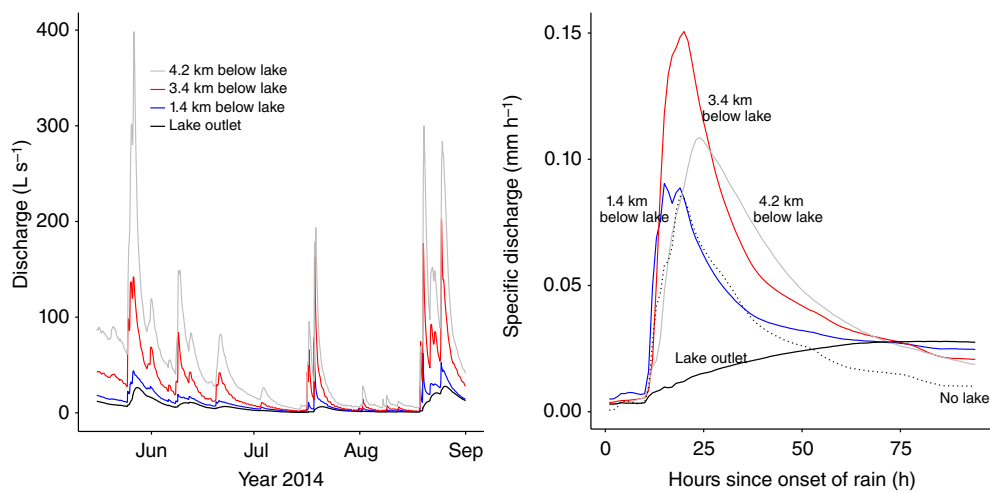 400
300
200
100
0
Discharge (L s⁻¹)
4.2 km below lake
3.4 km below lake
1.4 km below lake
Lake outlet
Jun
Jul
Aug
Sep
Year 2014
0.15
0.10
0.05
0.00
Specific discharge (mm h⁻¹)
3.4 km
below lake
1.4 km
below lake
4.2 km
below lake
Lake outlet
No lake
0
25
50
75
Hours since onset of rain (h)